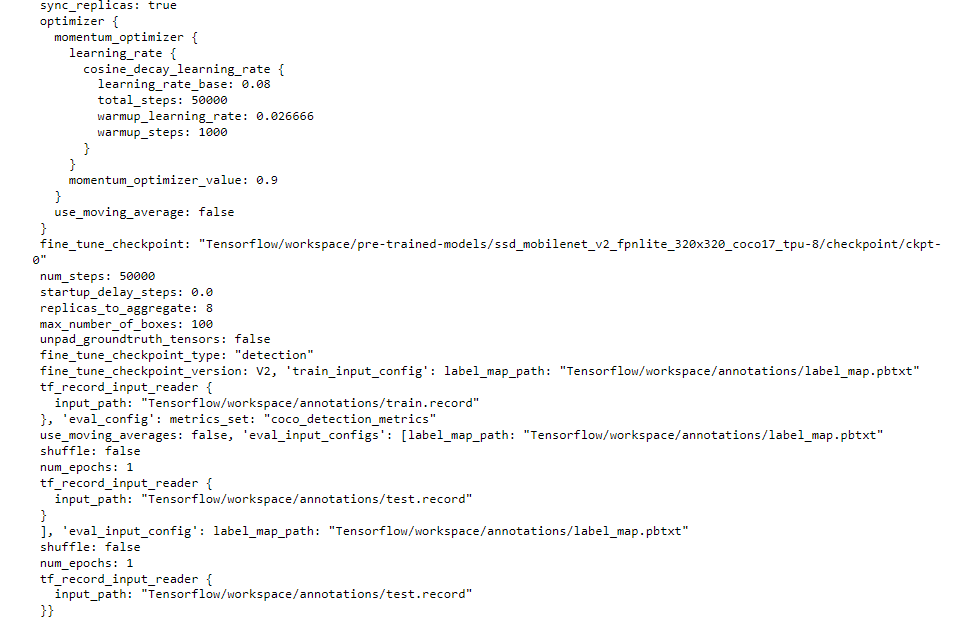 sync_replicas: true
optimizer {
  momentum_optimizer {
    learning_rate {
      cosine_decay_learning_rate {
        learning_rate_base: 0.08
        total_steps: 50000
        warmup_learning_rate: 0.026666
        warmup_steps: 1000
      }
    }
    momentum_optimizer_value: 0.9
  }
  use_moving_average: false
}
fine_tune_checkpoint: "Tensorflow/workspace/pre-trained-models/ssd_mobilenet_v2_fpnlite_320x320_coco17_tpu-8/checkpoint/ckpt-
0"
num_steps: 50000
startup_delay_steps: 0.0
replicas_to_aggregate: 8
max_number_of_boxes: 100
unpad_groundtruth_tensors: false
fine_tune_checkpoint_type: "detection"
fine_tune_checkpoint_version: V2, 'train_input_config': label_map_path: "Tensorflow/workspace/annotations/label_map.pbtxt"
tf_record_input_reader {
  input_path: "Tensorflow/workspace/annotations/train.record"
}, 'eval_config': metrics_set: "coco_detection_metrics"
use_moving_averages: false, 'eval_input_configs': [label_map_path: "Tensorflow/workspace/annotations/label_map.pbtxt"
shuffle: false
num_epochs: 1
tf_record_input_reader {
  input_path: "Tensorflow/workspace/annotations/test.record"
}
], 'eval_input_config': label_map_path: "Tensorflow/workspace/annotations/label_map.pbtxt"
shuffle: false
num_epochs: 1
tf_record_input_reader {
  input_path: "Tensorflow/workspace/annotations/test.record"
}}